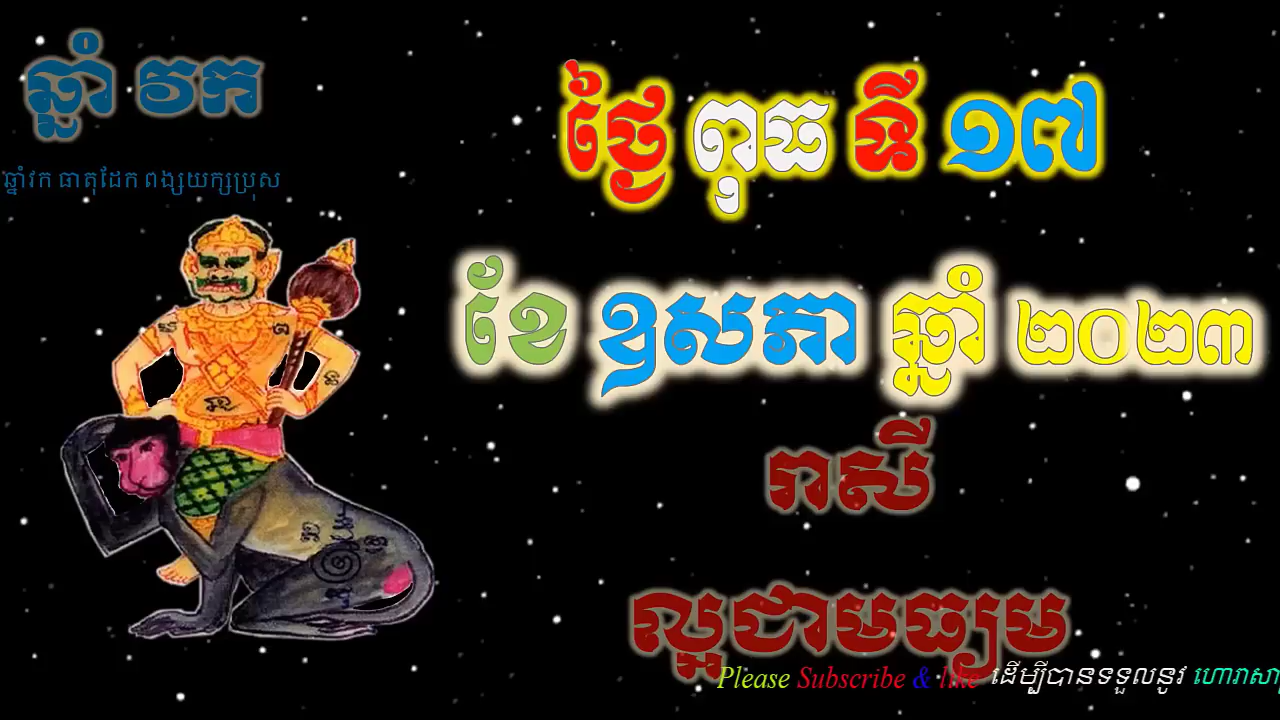 ឆ្នាំ វក
ឆ្នាំវក ធាតុដែក ពង្សយក្សប្រុស
ថ្ងៃ ពុធ ទី ១៧
ខែ ឧសភា ឆ្នាំ ២០២៣
រាសី
ល្អជាមធ្យម
Please Subscribe & like ដើម្បីបានទទួលនូវ